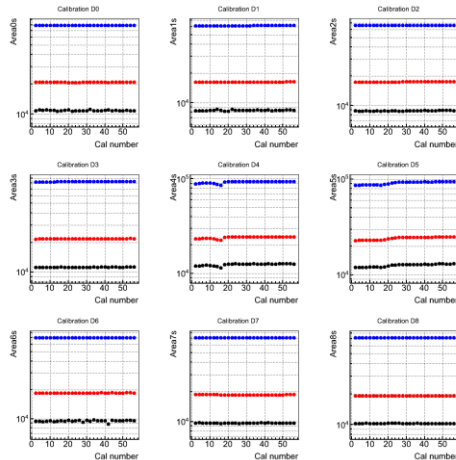 Calibration D0 Calibration D1 Calibration D2
Area0s Area1s Area2s
10⁴ 10⁴ 10⁴
0 10 20 30 40 50 0 10 20 30 40 50 0 10 20 30 40 50
Cal number Cal number Cal number
Calibration D3 Calibration D4 Calibration D5
Area3s Area4s Area5s
10⁵ 10⁵
10⁴ 10⁴ 10⁴
0 10 20 30 40 50 0 10 20 30 40 50 0 10 20 30 40 50
Cal number Cal number Cal number
Calibration D6 Calibration D7 Calibration D8
Area6s Area7s Area8s
10⁴ 10⁴ 10⁴
0 10 20 30 40 50 0 10 20 30 40 50 0 10 20 30 40 50
Cal number Cal number Cal number